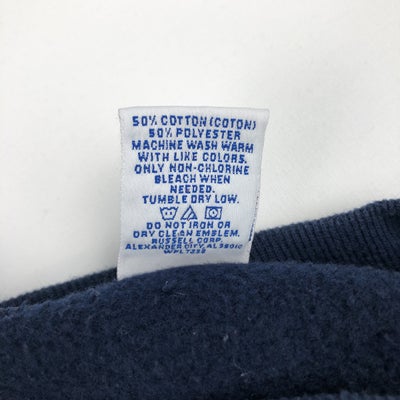 50% COTTON (COTON)
50% POLYESTER
MACHINE WASH WARM
WITH LIKE COLORS.
ONLY NON-CHLORINE
BLEACH WHEN
NEEDED.
TUMBLE DRY LOW.
DO NOT IRON OR
DRY CLEAN EMBLEM.
RUSSELL CORP.
ALEXANDER CITY, AL 35010